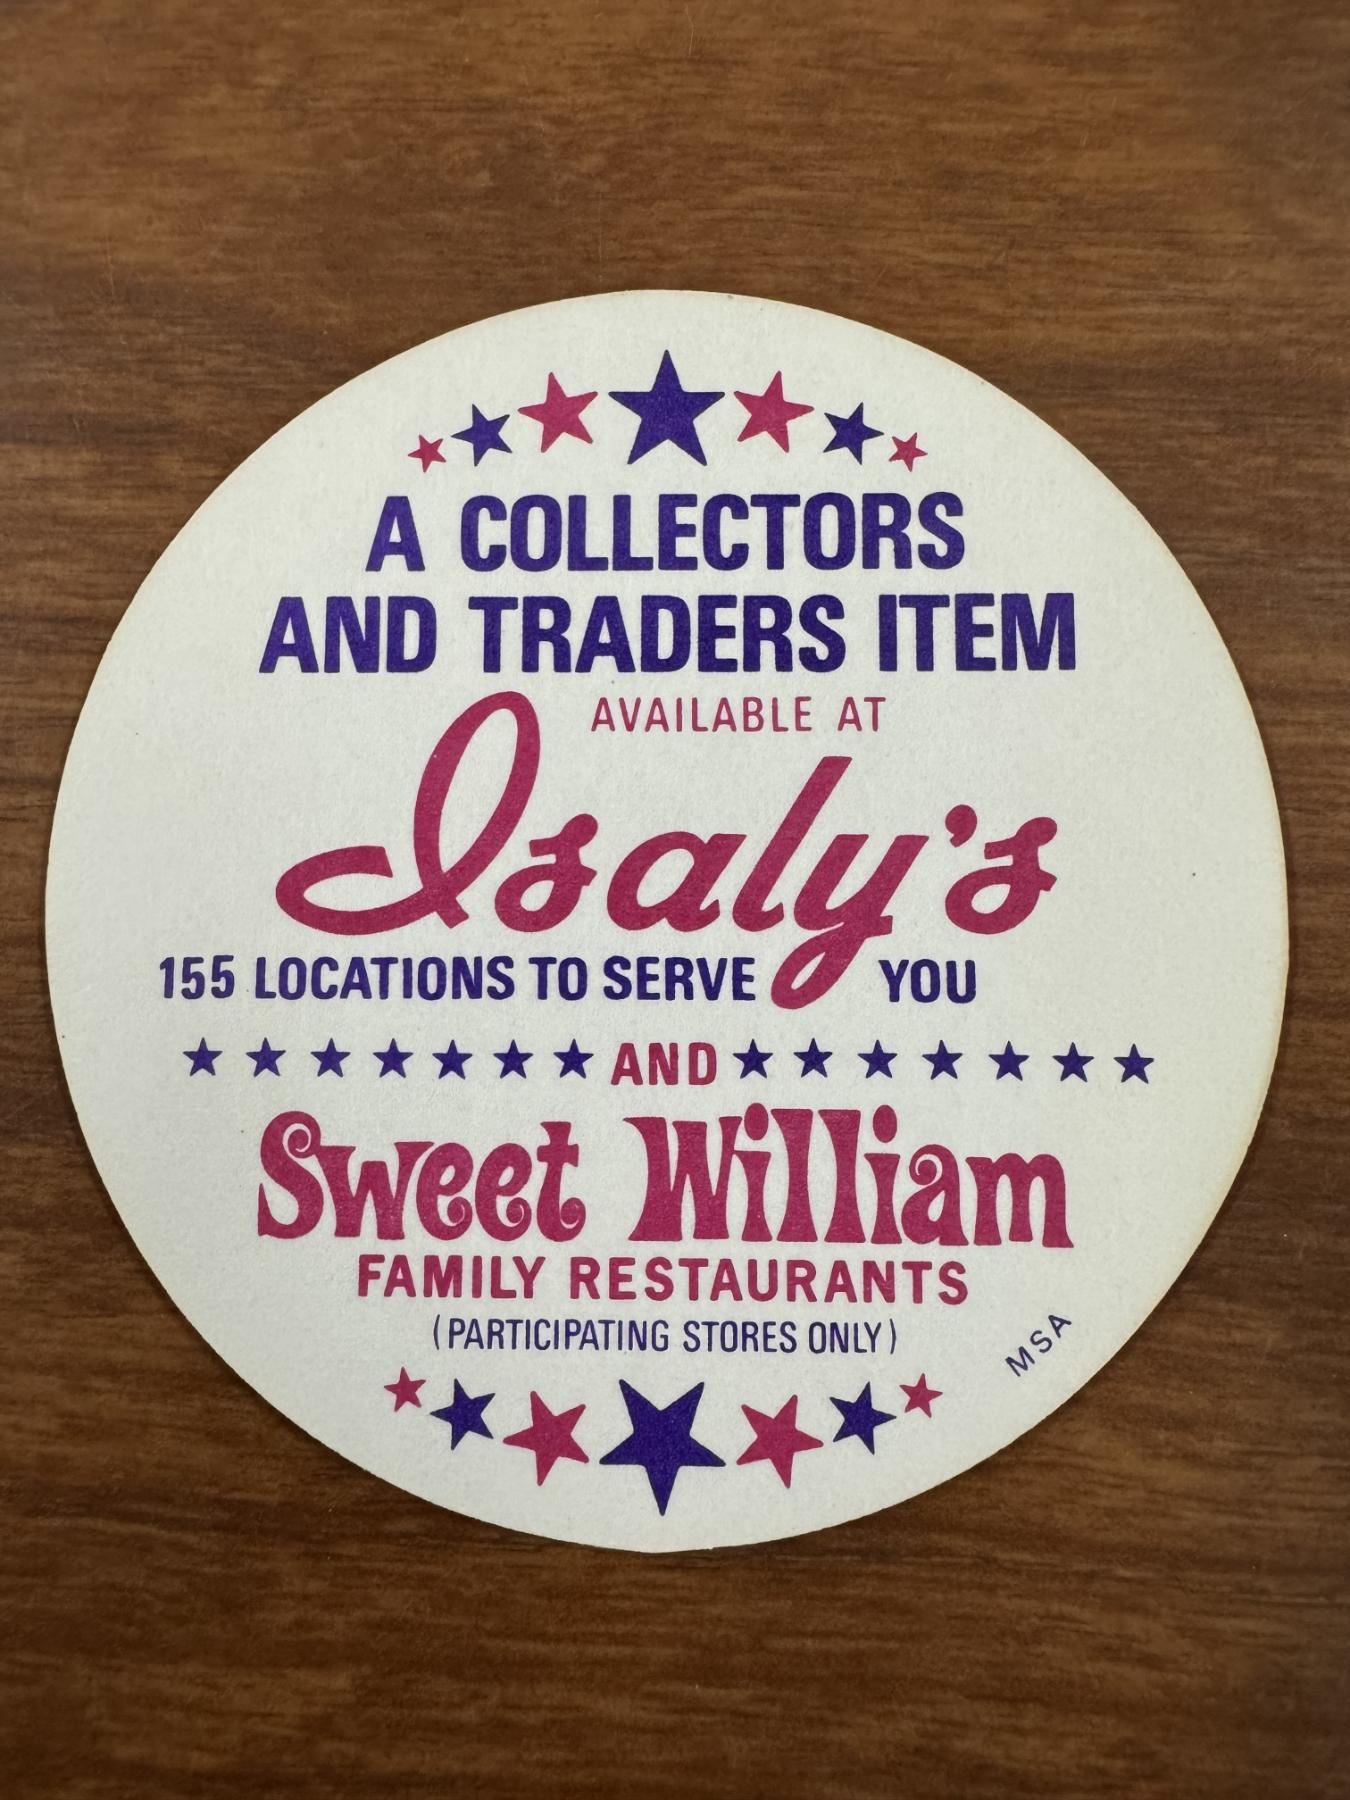 A COLLECTORS
AND TRADERS ITEM
AVAILABLE AT
Isaly's
155 LOCATIONS TO SERVE YOU
AND
Sweet William
FAMILY RESTAURANTS
(PARTICIPATING STORES ONLY)
MSA